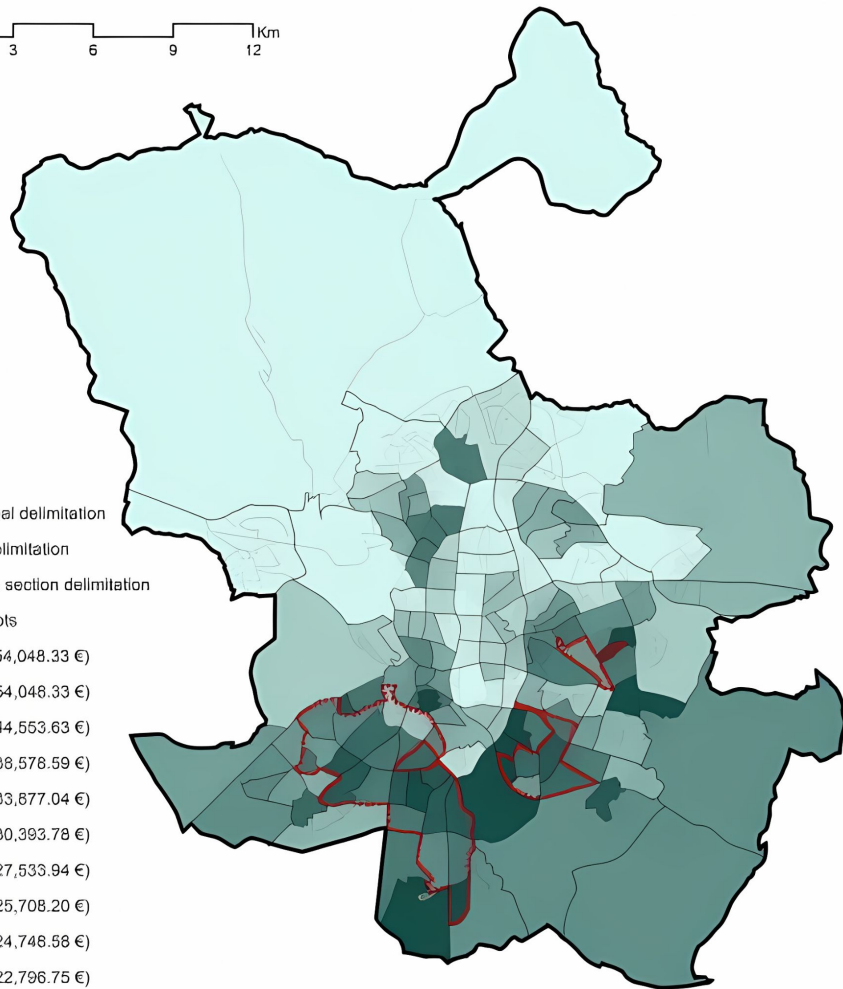 3 6 9 12 Km
al delimitation
elimitation
section delimitation
ots
54,048.33 €)
54,048.33 €)
44,553.63 €)
38,578.59 €)
33,877.04 €)
30,393.78 €)
27,533.94 €)
25,708.20 €)
24,748.58 €)
22,796.75 €)